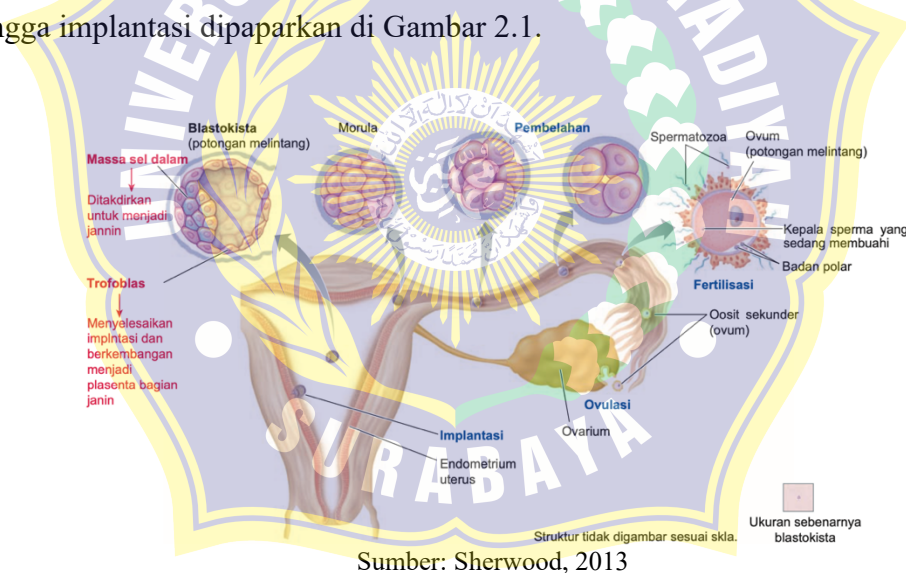 ngga implantasi dipaparkan di Gambar 2.1.
Blastokista
(potongan melintang)
Morula
Pembelahan
Spermatozoa
Ovum
(potongan melintang)
Massa sel dalam
Ditakdirkan
untuk menjadi
jannin
Kepala sperma yang
sedang membuahi
Badan polar
Fertilisasi
Trofoblas
Menyelesaikan
implntasi dan
berkembangan
menjadi
plasenta bagian
janin
Oosit sekunder
(ovum)
Ovulasi
Ovarium
Implantasi
Endometrium
uterus
SURABAYA
Ukuran sebenarnya
blastokista
Struktur tidak digambar sesuai skla.
Sumber: Sherwood, 2013